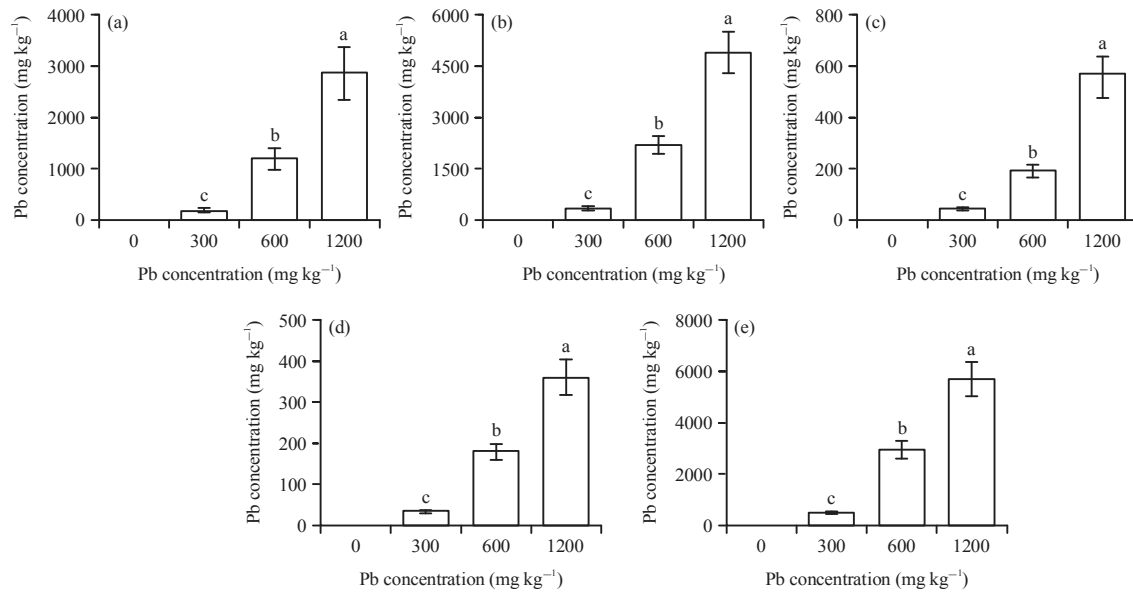 (a)
Pb concentration (mg kg⁻¹)
4000
3000
2000
1000
0
c
b
a
0 300 600 1200
Pb concentration (mg kg⁻¹)
(b)
Pb concentration (mg kg⁻¹)
6000
4500
3000
1500
0
c
b
a
0 300 600 1200
Pb concentration (mg kg⁻¹)
(c)
Pb concentration (mg kg⁻¹)
800
600
400
200
0
c
b
a
0 300 600 1200
Pb concentration (mg kg⁻¹)
(d)
Pb concentration (mg kg⁻¹)
500
400
300
200
100
0
c
b
a
0 300 600 1200
Pb concentration (mg kg⁻¹)
(e)
Pb concentration (mg kg⁻¹)
8000
6000
4000
2000
0
c
b
a
0 300 600 1200
Pb concentration (mg kg⁻¹)